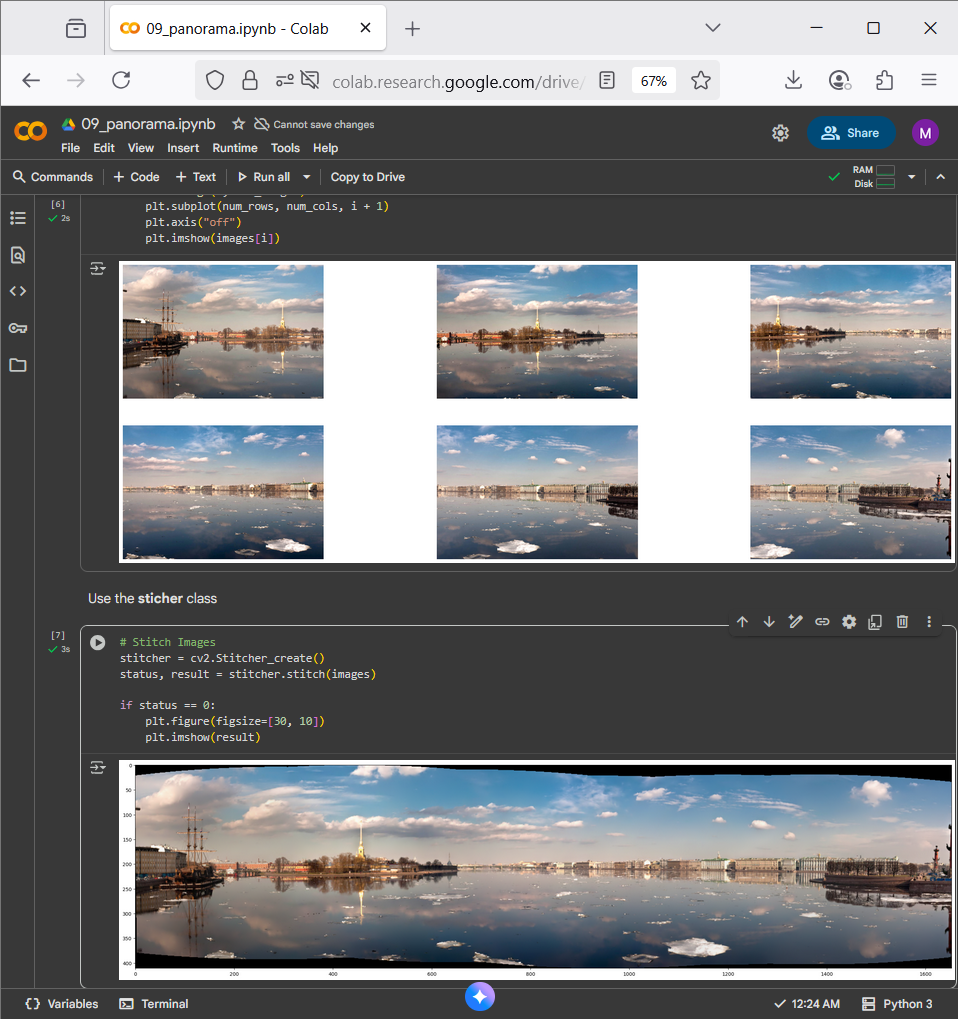 09_panorama.ipynb - Colab
colab.research.google.com/drive/
67%
09_panorama.ipynb
Cannot save changes
File Edit View Insert Runtime Tools Help
Share
M
Commands + Code + Text Run all Copy to Drive
RAM
Disk
[6]
2s
plt.subplot(num_rows, num_cols, i + 1)
plt.axis("off")
plt.imshow(images[i])
Use the sticher class
[7]
3s
# Stitch Images
stitcher = cv2.Stitcher_create()
status, result = stitcher.stitch(images)
if status == 0:
plt.figure(figsize=[30, 10])
plt.imshow(result)
0
50
100
150
200
250
300
350
400
0 200 400 600 800 1000 1200 1400 1600
{} Variables Terminal 12:24 AM Python 3